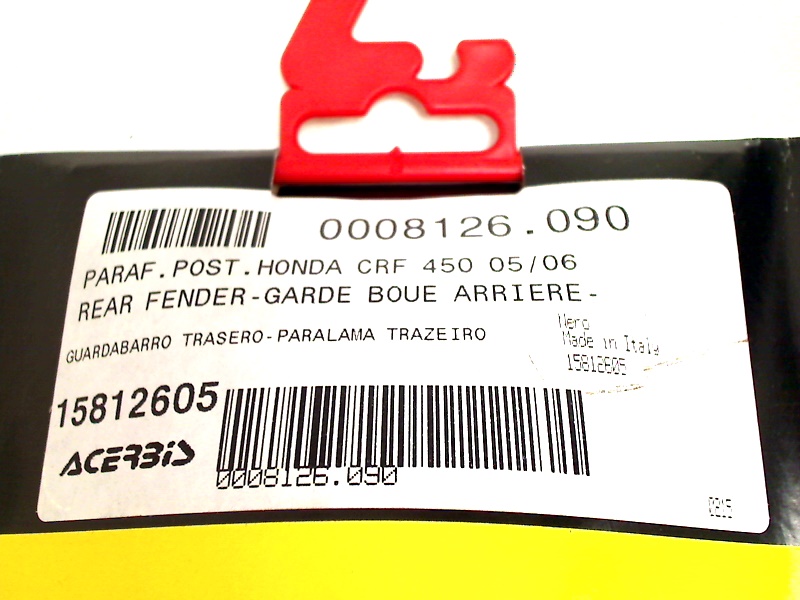 0008126.090
PARAF.POST.HONDA CRF 450 05/06
REAR FENDER-GARDE BOUE ARRIERE-
GUARDABARRO TRASERO-PARALAMA TRAZEIRO
Nero
Made in Italy
15812605
15812605
ACERBIS
0008126.090
0215